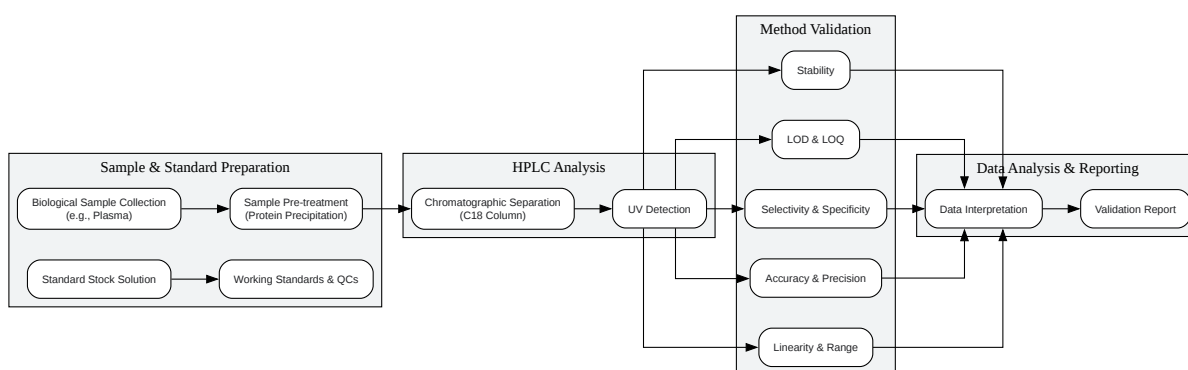 Sample & Standard Preparation
Biological Sample Collection
(e.g., Plasma)
Sample Pre-treatment
(Protein Precipitation)
Standard Stock Solution
Working Standards & QCs
HPLC Analysis
Chromatographic Separation
(C18 Column)
UV Detection
Method Validation
Stability
LOD & LOQ
Selectivity & Specificity
Accuracy & Precision
Linearity & Range
Data Analysis & Reporting
Data Interpretation
Validation Report